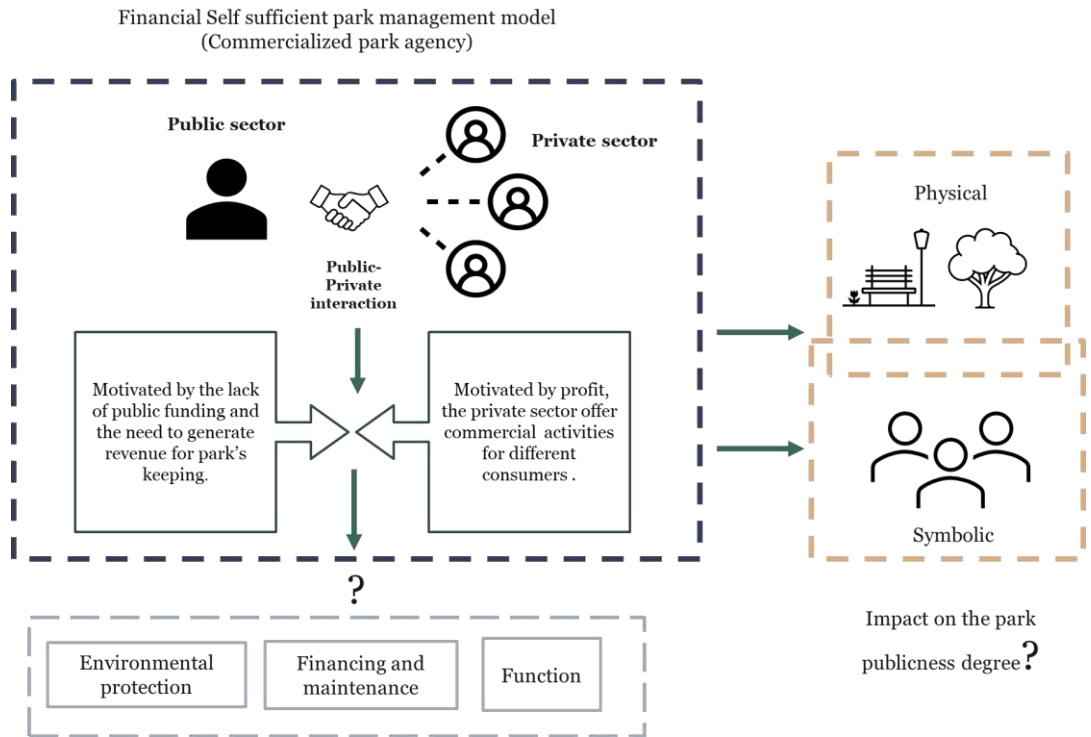 Financial Self sufficient park management model
(Commercialized park agency)
Public sector
Private sector
Public-
Private
interaction
Motivated by the lack
of public funding and
the need to generate
revenue for park's
keeping.
Motivated by profit,
the private sector offer
commercial activities
for different
consumers .
?
Environmental
protection
Financing and
maintenance
Function
Physical
Symbolic
Impact on the park
publicness degree?